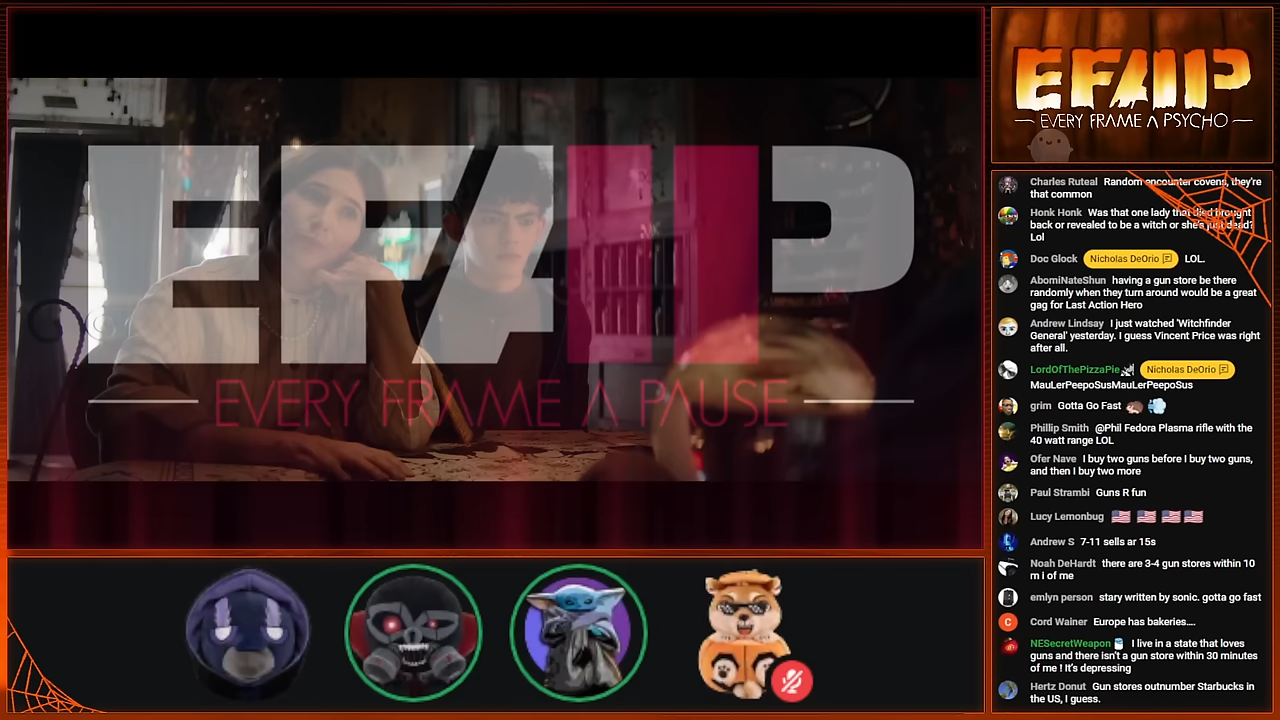 EFAP
EVERY FRAME A PAUSE
EFAP
EVERY FRAME A PSYCHO
Charles Ruteal Random encounter covens, they're
that common
Honk Honk Was that one lady that died brought
back or revealed to be a witch or she's just dead?
Lol
Doc Glock Nicholas DeOrio LOL.
AbomiNateShun having a gun store be there
randomly when they turn around would be a great
gag for Last Action Hero
Andrew Lindsay I just watched 'Witchfinder
General' yesterday. I guess Vincent Price was right
after all.
LordOfThePizzaPie Nicholas DeOrio
MauLerPeepoSusMauLerPeepoSus
grim Gotta Go Fast 🦔 💨
Phillip Smith @Phil Fedora Plasma rifle with the
40 watt range LOL
Ofer Nave I buy two guns before I buy two guns,
and then I buy two more
Paul Strambi Guns R fun
Lucy Lemonbug 🇺🇸 🇺🇸 🇺🇸 🇺🇸
Andrew S 7-11 sells ar 15s
Noah DeHardt there are 3-4 gun stores within 10
m l of me
emlyn person stary written by sonic. gotta go fast
C Cord Wainer Europe has bakeries....
NESecretWeapon I live in a state that loves
guns and there isn't a gun store within 30 minutes
of me ! It's depressing
Hertz Donut Gun stores outnumber Starbucks in
the US, I guess.